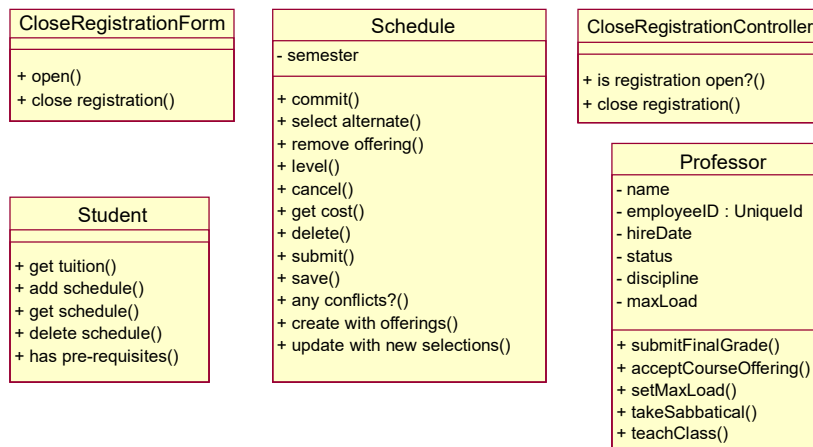 CloseRegistrationForm
+ open()
+ close registration()
Schedule
- semester
+ commit()
+ select alternate()
+ remove offering()
+ level()
+ cancel()
+ get cost()
+ delete()
+ submit()
+ save()
+ any conflicts?()
+ create with offerings()
+ update with new selections()
CloseRegistrationController
+ is registration open?()
+ close registration()
Student
+ get tuition()
+ add schedule()
+ get schedule()
+ delete schedule()
+ has pre-requisites()
Professor
- name
- employeeID : UniqueId
- hireDate
- status
- discipline
- maxLoad
+ submitFinalGrade()
+ acceptCourseOffering()
+ setMaxLoad()
+ takeSabbatical()
+ teachClass()